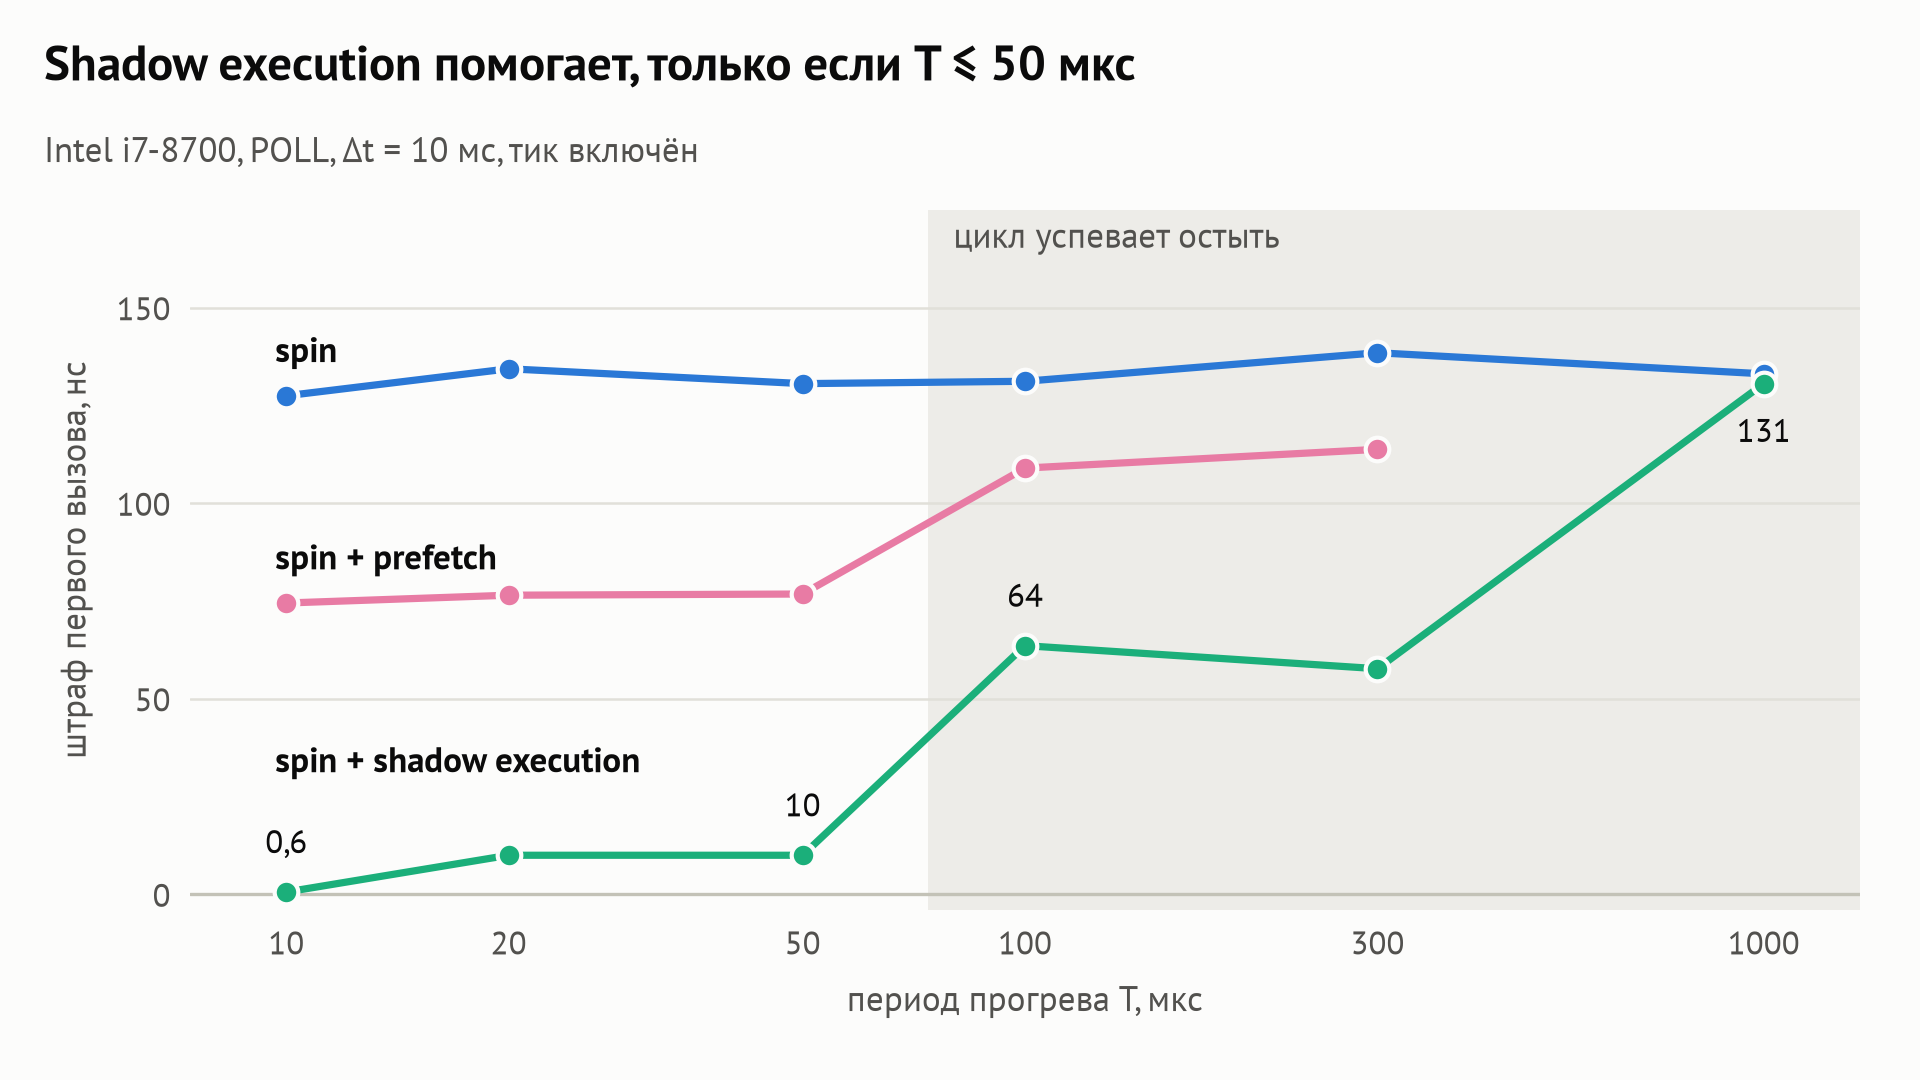 Shadow execution помогает, только если T ⩽ 50 мкс
Intel i7-8700, POLL, Δt = 10 мс, тик включён
цикл успевает остыть
150
100
50
0
штраф первого вызова, нс
spin
spin + prefetch
spin + shadow execution
0,6
10
64
131
10
20
50
100
300
1000
период прогрева T, мкс